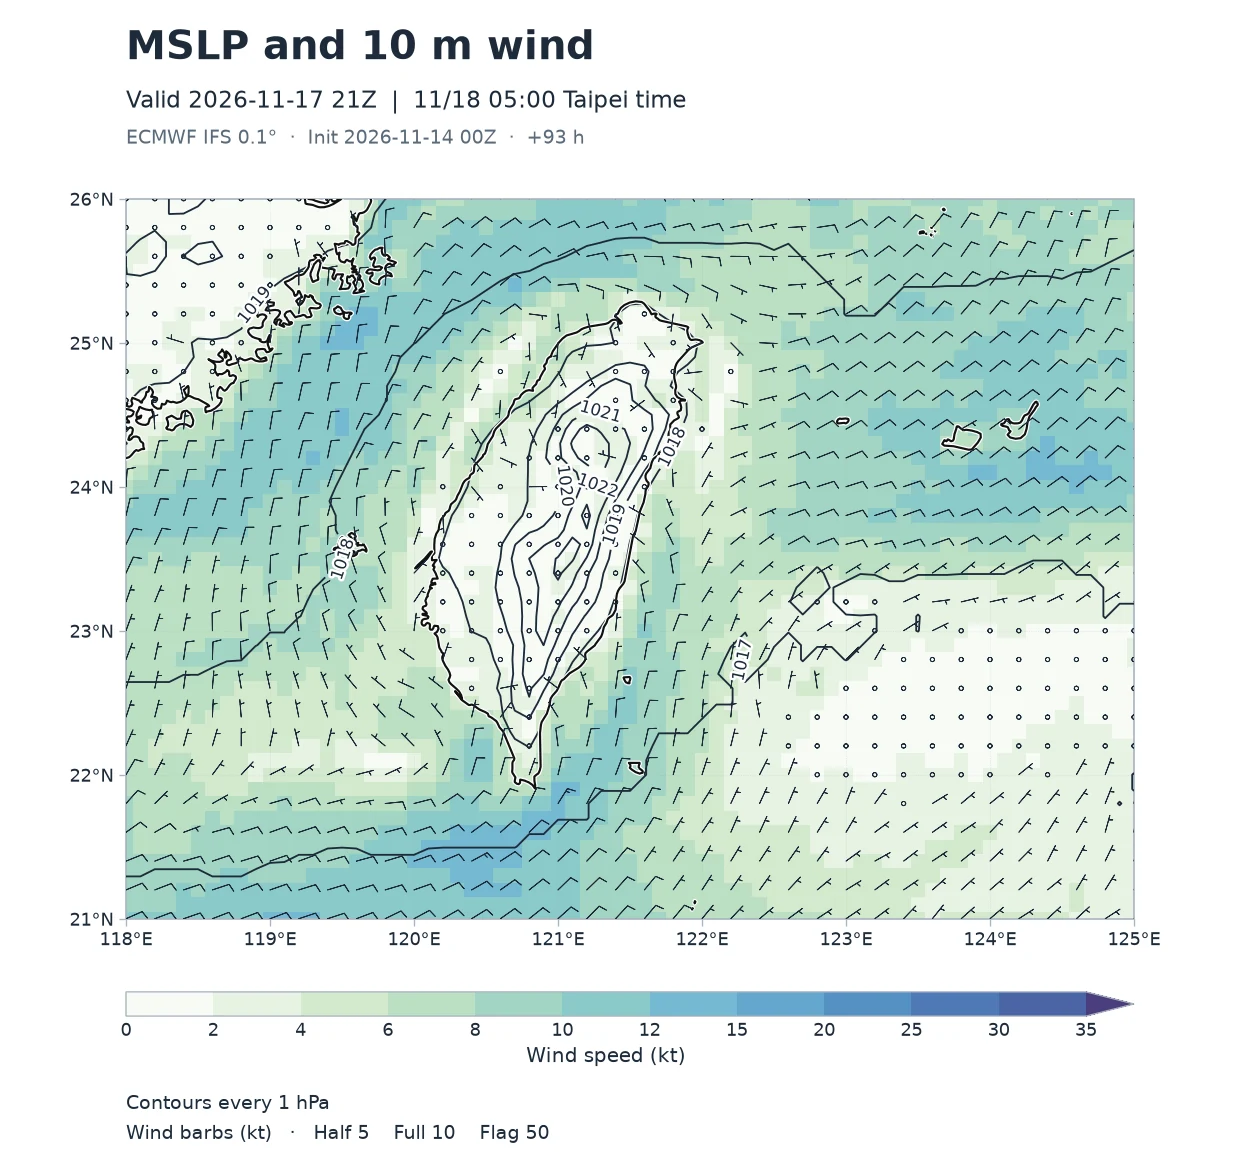 MSLP and 10 m wind
Valid 2026-11-17 21Z | 11/18 05:00 Taipei time
ECMWF IFS 0.1° · Init 2026-11-14 00Z · +93 h
26°N
25°N
24°N
23°N
22°N
21°N
1019
1021
1018
1020
1022
1019
1018
1017
118°E 119°E 120°E 121°E 122°E 123°E 124°E 125°E
0 2 4 6 8 10 12 15 20 25 30 35
Wind speed (kt)
Contours every 1 hPa
Wind barbs (kt) · Half 5 Full 10 Flag 50